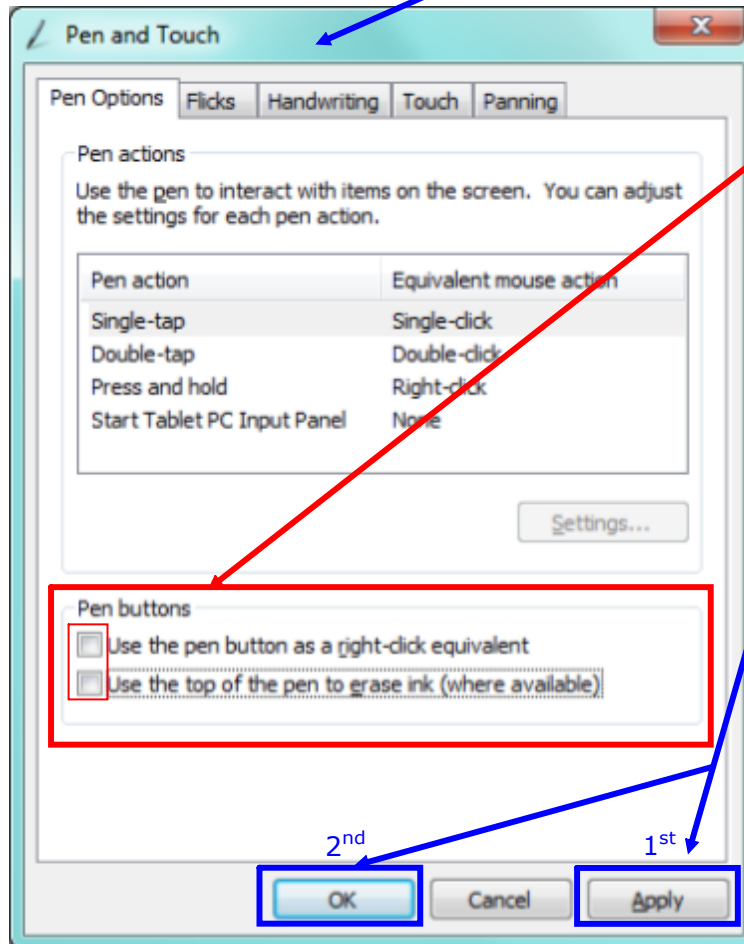 Pen and Touch
Pen Options Flicks Handwriting Touch Panning
Pen actions
Use the pen to interact with items on the screen. You can adjust
the settings for each pen action.
Pen action Equivalent mouse action
Single-tap Single-click
Double-tap Double-click
Press and hold Right-click
Start Tablet PC Input Panel None
Settings...
Pen buttons
Use the pen button as a right-click equivalent
Use the top of the pen to erase ink (where available)
2nd 1st
OK Cancel Apply